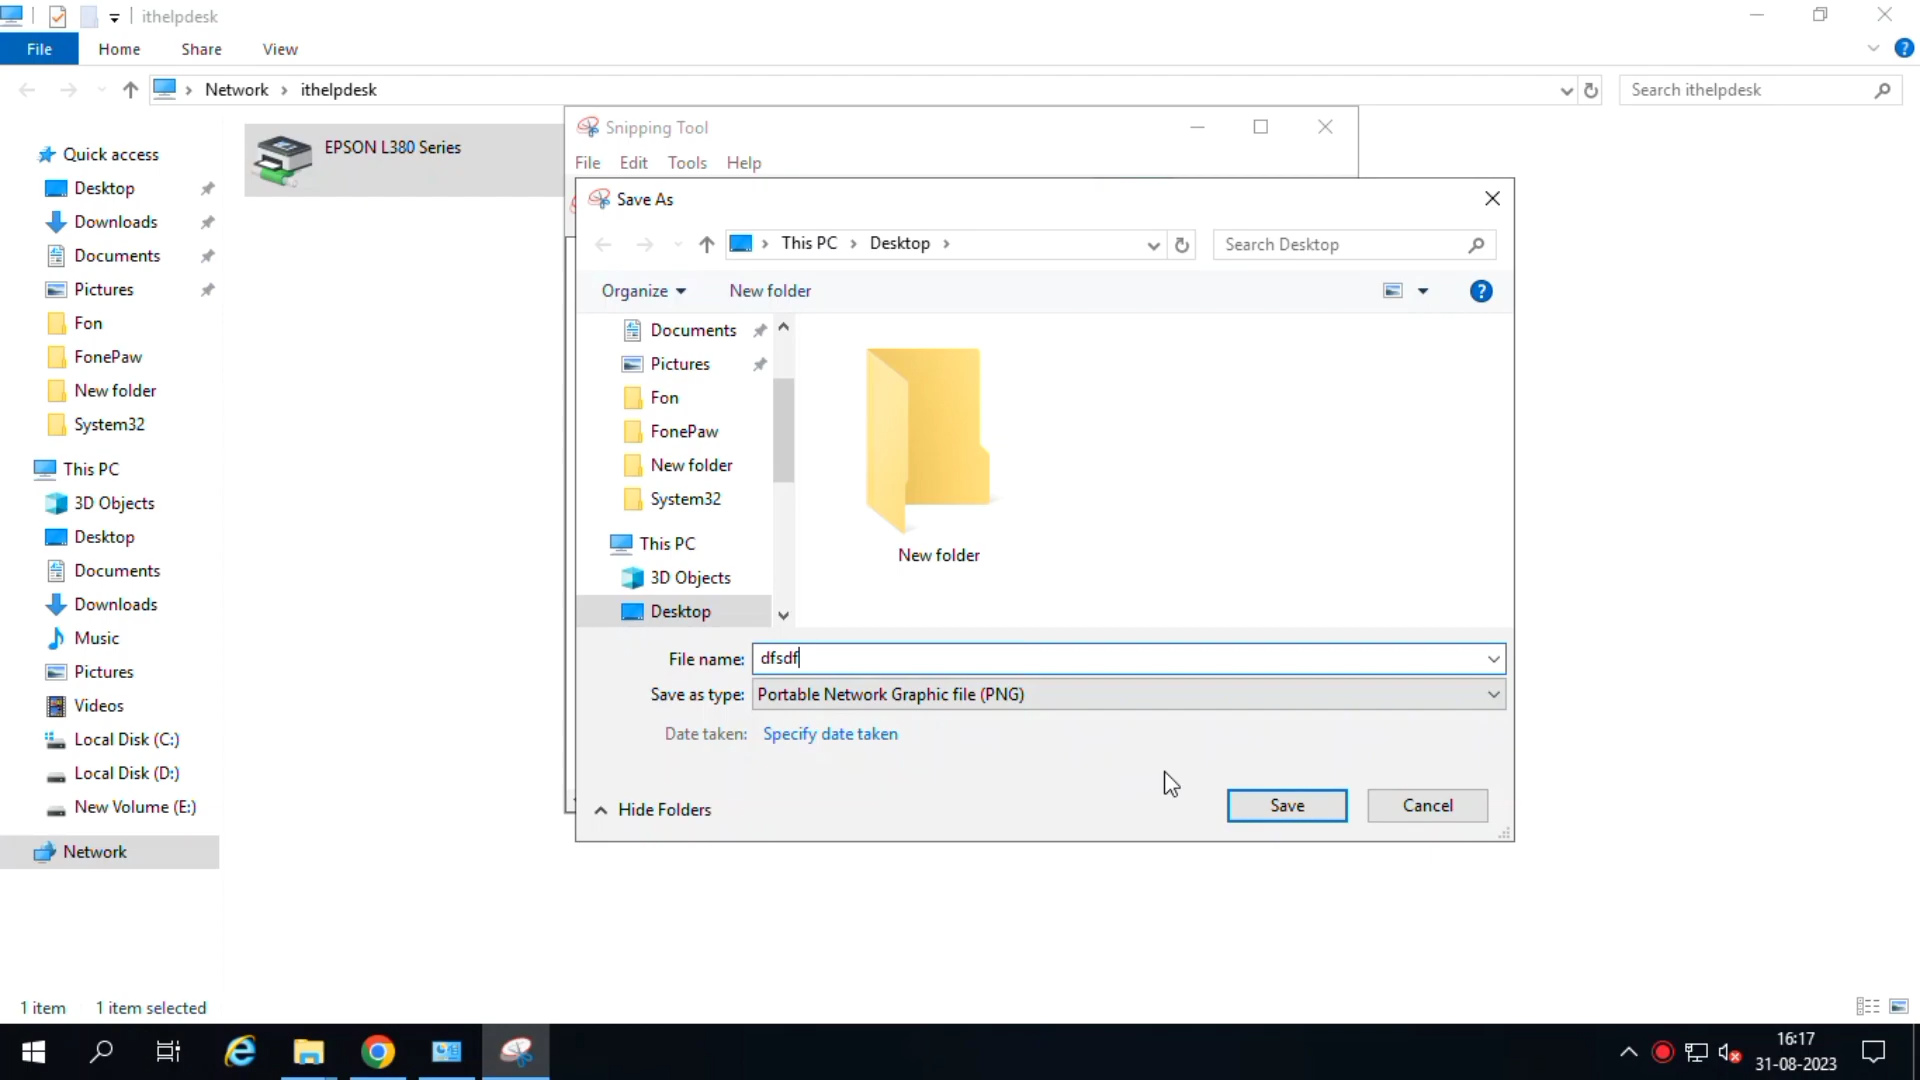 ithelpdesk
File Home Share View
Network ithelpdesk Search ithelpdesk
EPSON L380 Series
Quick access
Desktop
Downloads
Documents
Pictures
Fon
FonePaw
New folder
System32
This PC
3D Objects
Desktop
Documents
Downloads
Music
Pictures
Videos
Local Disk (C:)
Local Disk (D:)
New Volume (E:)
Network
Snipping Tool
File Edit Tools Help
Save As
This PC Desktop Search Desktop
Organize New folder
Documents
Pictures
Fon
FonePaw
New folder
System32
This PC
3D Objects
Desktop
New folder
File name: dfsdf
Save as type: Portable Network Graphic file (PNG)
Date taken: Specify date taken
Hide Folders Save Cancel
1 item 1 item selected
16:17
31-08-2023